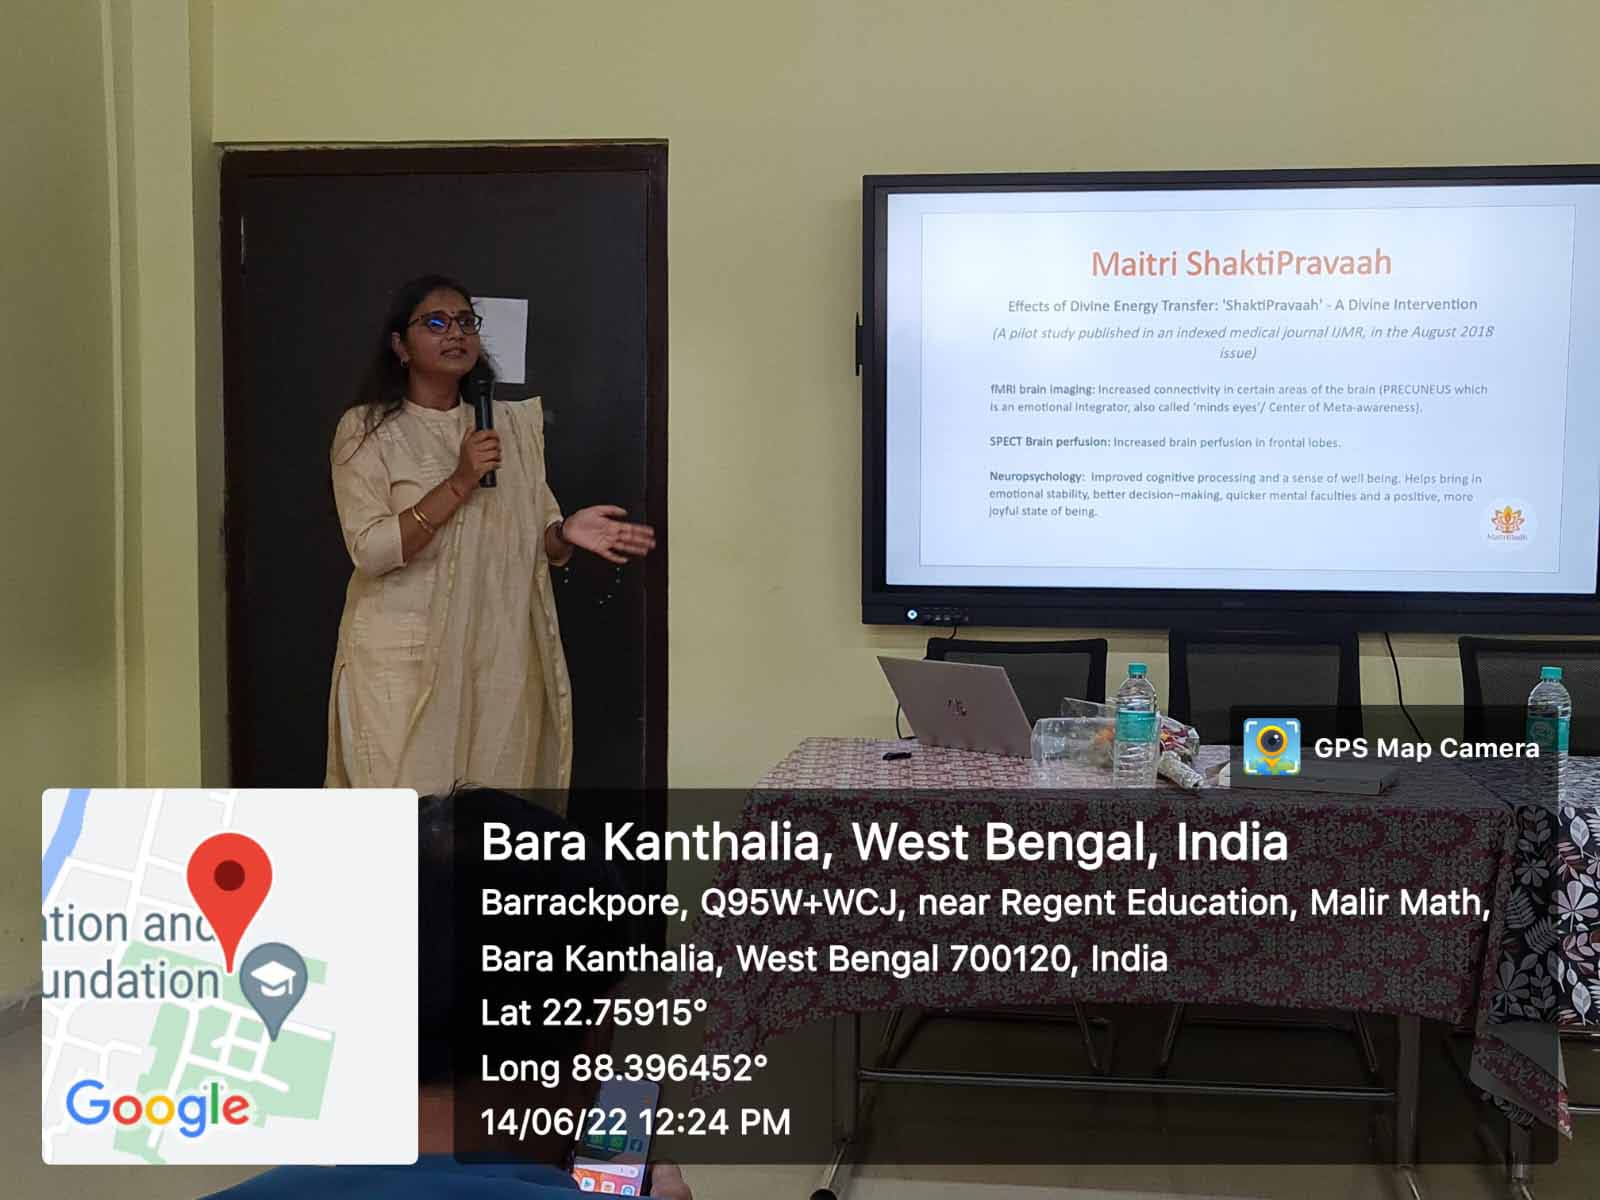 Maitri ShaktiPravaah
Effects of Divine Energy Transfer: 'ShaktiPravaah' - A Divine Intervention
(A pilot study published in an indexed medical journal IJMR, in the August 2018
issue)
fMRI brain imaging: Increased connectivity in certain areas of the brain (PRECUNEUS which
is an emotional integrator, also called 'minds eyes'/ Center of Meta-awareness).
SPECT Brain perfusion: Increased brain perfusion in frontal lobes.
Neuropsychology: Improved cognitive processing and a sense of well being. Helps bring in
emotional stability, better decision-making, quicker mental faculties and a positive, more
joyful state of being.
MaitriBodh
hp
GPS Map Camera
Bara Kanthalia, West Bengal, India
Barrackpore, Q95W+WCJ, near Regent Education, Malir Math,
Bara Kanthalia, West Bengal 700120, India
Lat 22.75915°
Long 88.396452°
14/06/22 12:24 PM
tion and
undation
Google